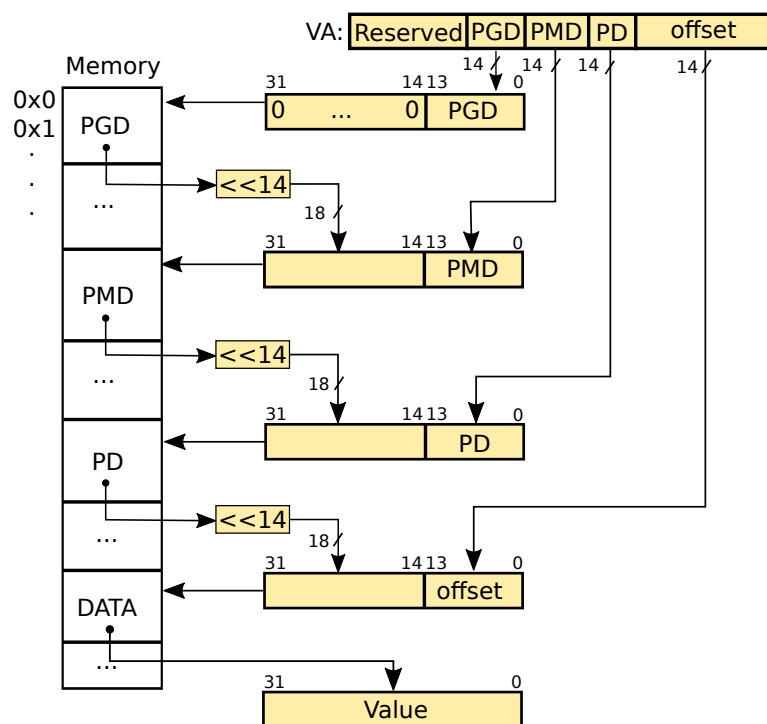 VA: Reserved PGD PMD PD offset
14 14 14 14
Memory
31 14 13 0
0x0
0 ... 0 PGD
0x1
PGD
.
.
.
<<14
...
18
31 14 13 0
PMD
PMD
<<14
...
18
31 14 13 0
PD
PD
<<14
...
18
31 14 13 0
DATA
offset
...
31 0
Value